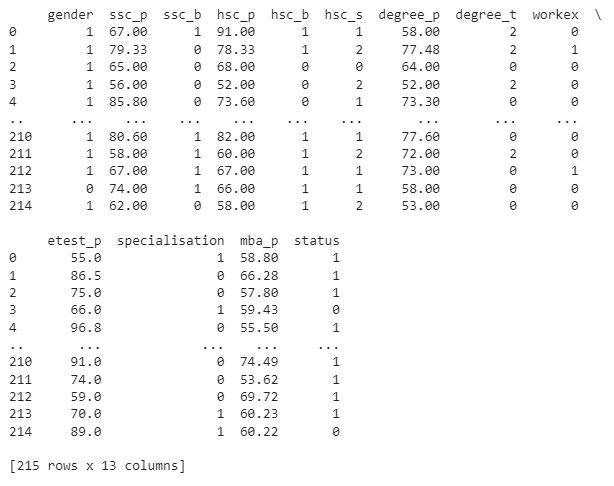 gender ssc_p ssc_b hsc_p hsc_b hsc_s degree_p degree_t workex \
0 1 67.00 1 91.00 1 1 58.00 2 0
1 1 79.33 0 78.33 1 2 77.48 2 1
2 1 65.00 0 68.00 0 0 64.00 0 0
3 1 56.00 0 52.00 0 2 52.00 2 0
4 1 85.80 0 73.60 0 1 73.30 0 0
.. ... ... ... ... ... ... ... ... ...
210 1 80.60 1 82.00 1 1 77.60 0 0
211 1 58.00 1 60.00 1 2 72.00 2 0
212 1 67.00 1 67.00 1 1 73.00 0 1
213 0 74.00 1 66.00 1 1 58.00 0 0
214 1 62.00 0 58.00 1 2 53.00 0 0
etest_p specialisation mba_p status
0 55.0 1 58.80 1
1 86.5 0 66.28 1
2 75.0 0 57.80 1
3 66.0 1 59.43 0
4 96.8 0 55.50 1
.. ... ... ... ...
210 91.0 0 74.49 1
211 74.0 0 53.62 1
212 59.0 0 69.72 1
213 70.0 1 60.23 1
214 89.0 1 60.22 0
[215 rows x 13 columns]